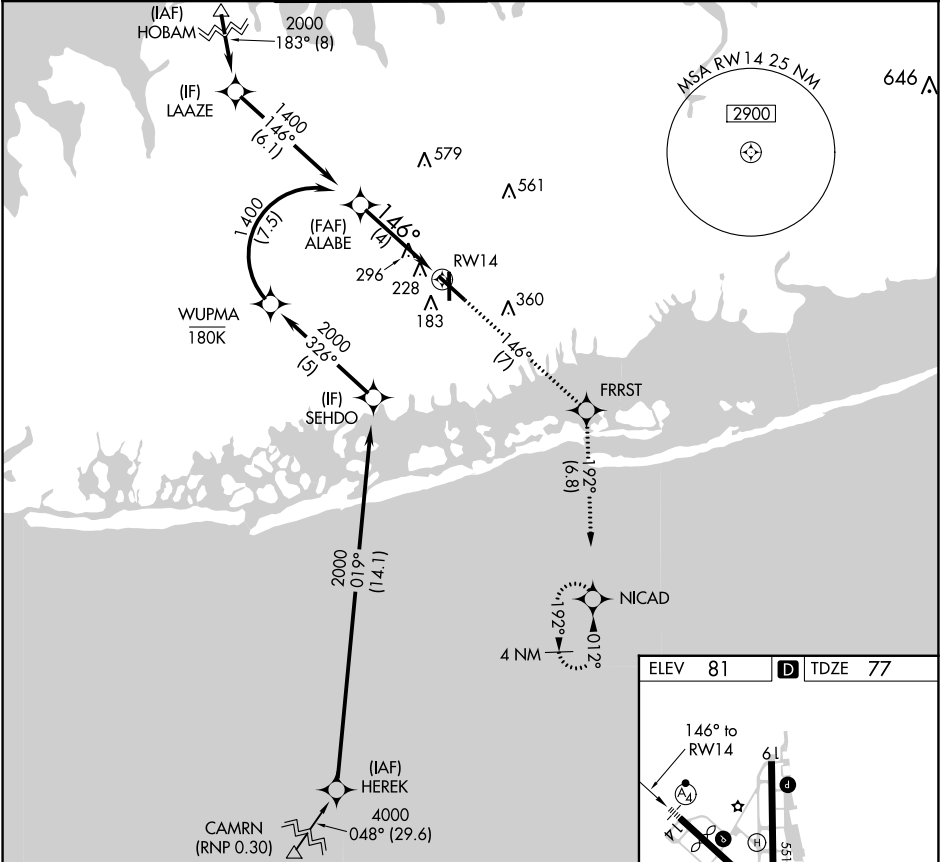 (IAF)
HOBAM
2000
183° (8)
(IF)
LAAZE
1400
146°
(6.1)
MSA RW14 25 NM
2900
646
579
561
1400
(7.5)
(FAF)
ALABE
146°
(4)
296
228
RW14
183
360
WUPMA
180K
2000
326°
(5)
(IF)
SEHDO
146°
(7)
FRRST
192°
(6.8)
2000
019°
(14.1)
NICAD
192°
012°
4 NM
(IAF)
HEREK
4000
048° (29.6)
CAMRN
(RNP 0.30)
ELEV 81
D
TDZE 77
146° to
RW14
19
A4
P
14
P
H